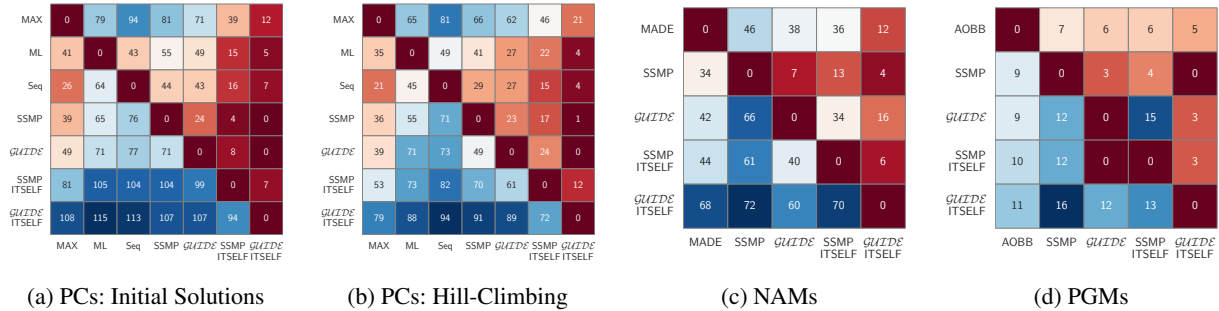 MAX 0 79 94 81 71 39 12
ML 41 0 43 55 49 15 5
Seq 26 64 0 44 43 16 7
SSMP 39 65 76 0 24 4 0
GUIDE 49 71 77 71 0 8 0
SSMP ITSELF 81 105 104 104 99 0 7
GUIDE ITSELF 108 115 113 107 107 94 0
MAX ML Seq SSMP GUIDE SSMP ITSELF GUIDE ITSELF
(a) PCs: Initial Solutions
MAX 0 65 81 66 62 46 21
ML 35 0 49 41 27 22 4
Seq 21 45 0 29 27 15 4
SSMP 36 55 71 0 23 17 1
GUIDE 39 71 73 49 0 24 0
SSMP ITSELF 53 73 82 70 61 0 12
GUIDE ITSELF 79 88 94 91 89 72 0
MAX ML Seq SSMP GUIDE SSMP ITSELF GUIDE ITSELF
(b) PCs: Hill-Climbing
MADE 0 46 38 36 12
SSMP 34 0 7 13 4
GUIDE 42 66 0 34 16
SSMP ITSELF 44 61 40 0 6
GUIDE ITSELF 68 72 60 70 0
MADE SSMP GUIDE SSMP ITSELF GUIDE ITSELF
(c) NAMs
AOBB 0 7 6 6 5
SSMP 9 0 3 4 0
GUIDE 9 12 0 15 3
SSMP ITSELF 10 12 0 0 3
GUIDE ITSELF 11 16 12 13 0
AOBB SSMP GUIDE SSMP ITSELF GUIDE ITSELF
(d) PGMs